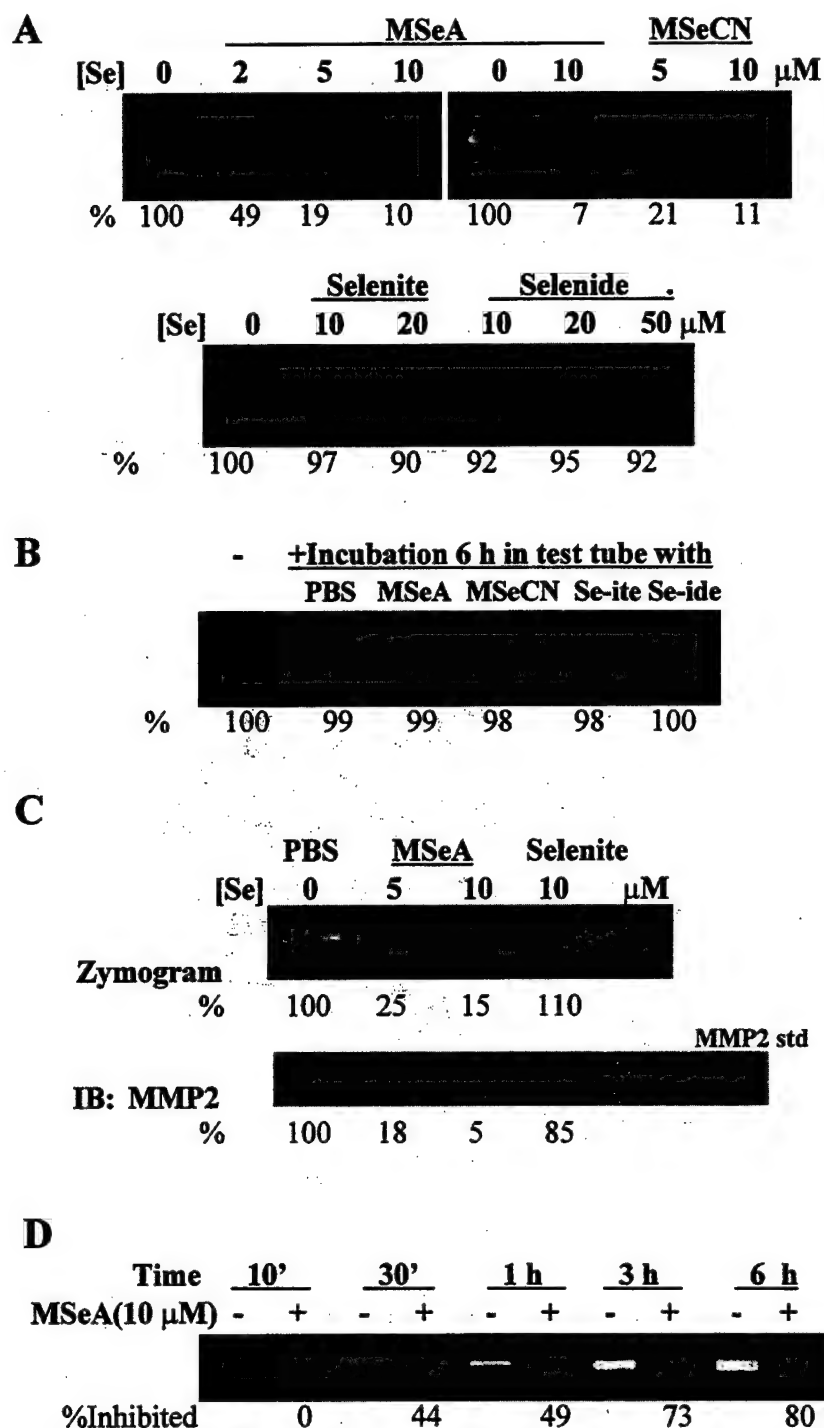 A
MSeA MSeCN
[Se] 0 2 5 10 0 10 5 10 μM
% 100 49 19 10 100 7 21 11
Selenite Selenide
[Se] 0 10 20 10 20 50 μM
% 100 97 90 92 95 92
B
- +Incubation 6 h in test tube with
PBS MSeA MSeCN Se-ite Se-ide
% 100 99 99 98 98 100
C
PBS MSeA Selenite
[Se] 0 5 10 10 μM
Zymogram
% 100 25 15 110
MMP2 std
IB: MMP2
% 100 18 5 85
D
Time 10' 30' 1 h 3 h 6 h
MSeA(10 μM) - + - + - + - + - +
%Inhibited 0 44 49 73 80